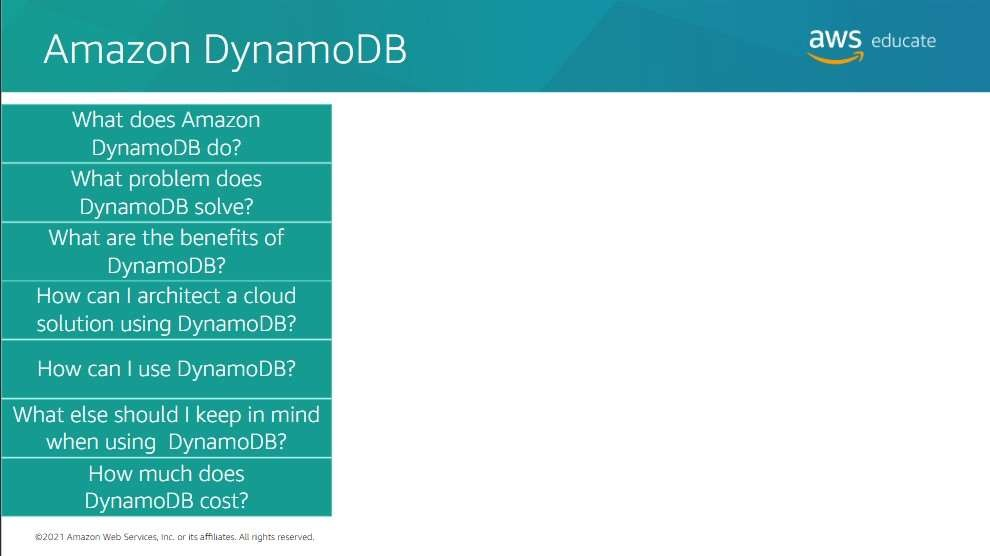 Amazon DynamoDB
aws educate
What does Amazon
DynamoDB do?
What problem does
DynamoDB solve?
What are the benefits of
DynamoDB?
How can I architect a cloud
solution using DynamoDB?
How can I use DynamoDB?
What else should I keep in mind
when using  DynamoDB?
How much does
DynamoDB cost?
©2021 Amazon Web Services, Inc. or its affiliates. All rights reserved.